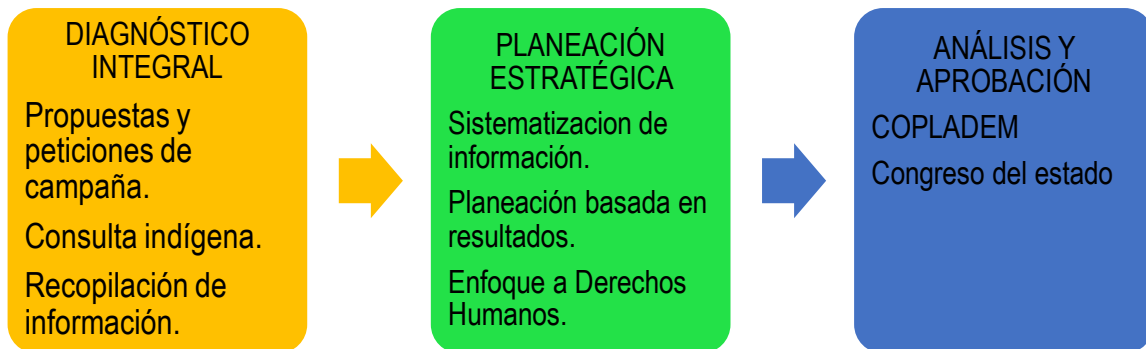 DIAGNÓSTICO
INTEGRAL
Propuestas y
peticiones de
campaña.
Consulta indígena.
Recopilación de
información.
PLANEACIÓN
ESTRATÉGICA
Sistematizacion de
información.
Planeación basada en
resultados.
Enfoque a Derechos
Humanos.
ANÁLISIS Y
APROBACIÓN
COPLADEM
Congreso del estado